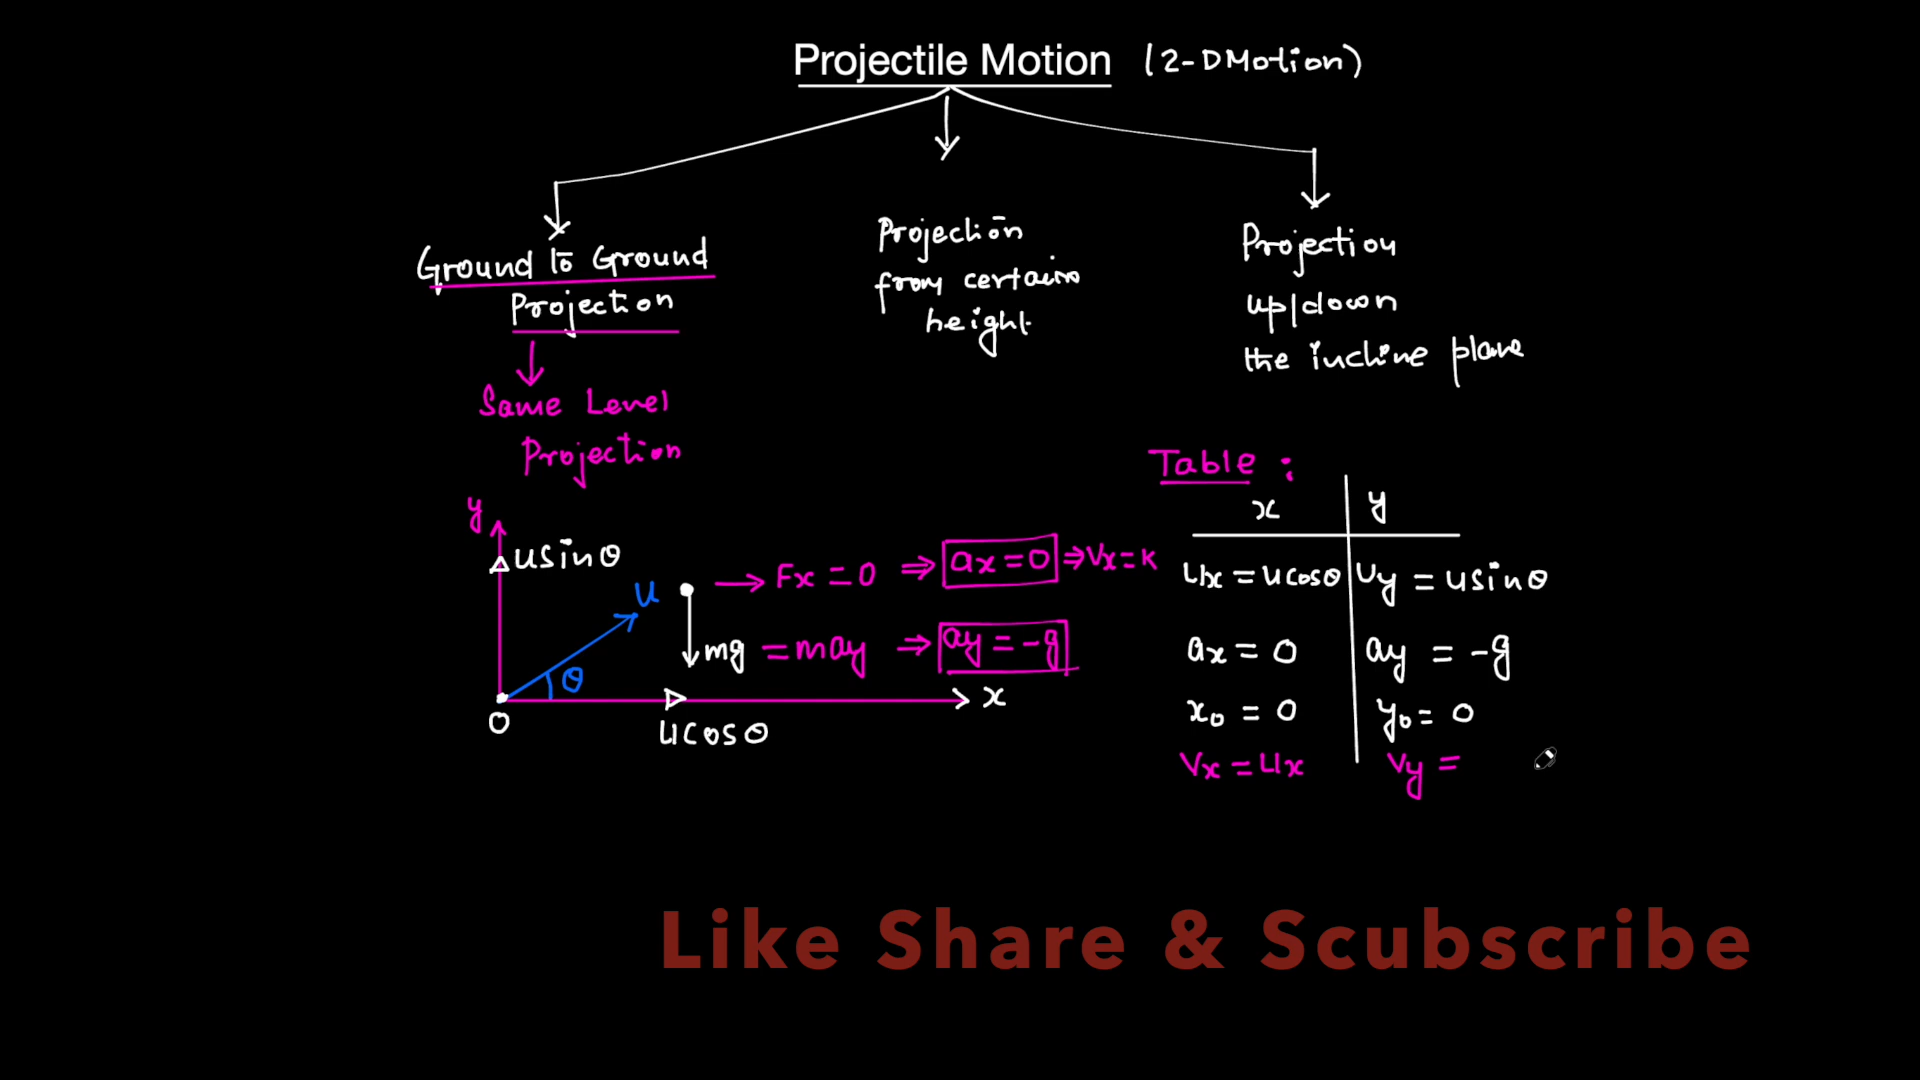 Projectile Motion (2-DMotion)
Ground to Ground
Projection
Projection
from certain
height
Projection
up/down
the incline plane
Same Level
Projection
Table :
x y
y
usinθ
u
Fx = 0 ⇒ ax = 0 ⇒ Vx = K
mg = may ⇒ ay = -g
θ
x
O
ucosθ
ux = ucosθ uy = usinθ
ax = 0 ay = -g
x₀ = 0 y₀ = 0
Vx = ux Vy =
Like Share & Scubscribe